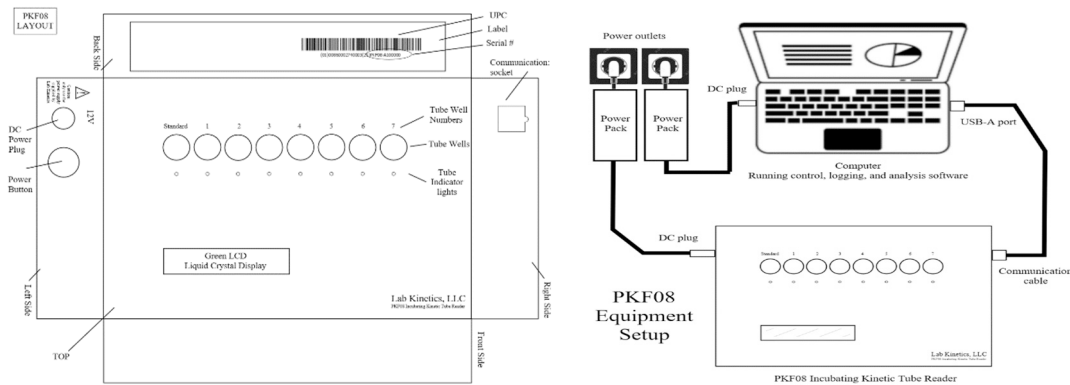 PKF08
LAYOUT
UPC
Label
Serial #
Back Side
Communication:
socket
12V
DC
Power
Plug
Power
Button
Standard 1 2 3 4 5 6 7
Tube Well
Numbers
Tube Wells
Tube
Indicator
lights
Green LCD
Liquid Crystal Display
Left Side
Right Side
Lab Kinetics, LLC
PKF08 Incubating Kinetic Tube Reader
TOP
Front Side
Power outlets
DC plug
Power
Pack
Power
Pack
USB-A port
Computer
Running control, logging, and analysis software
DC plug
Standard 1 2 3 4 5 6 7
Communication
cable
PKF08
Equipment
Setup
Lab Kinetics, LLC
PKF08 Incubating Kinetic Tube Reader